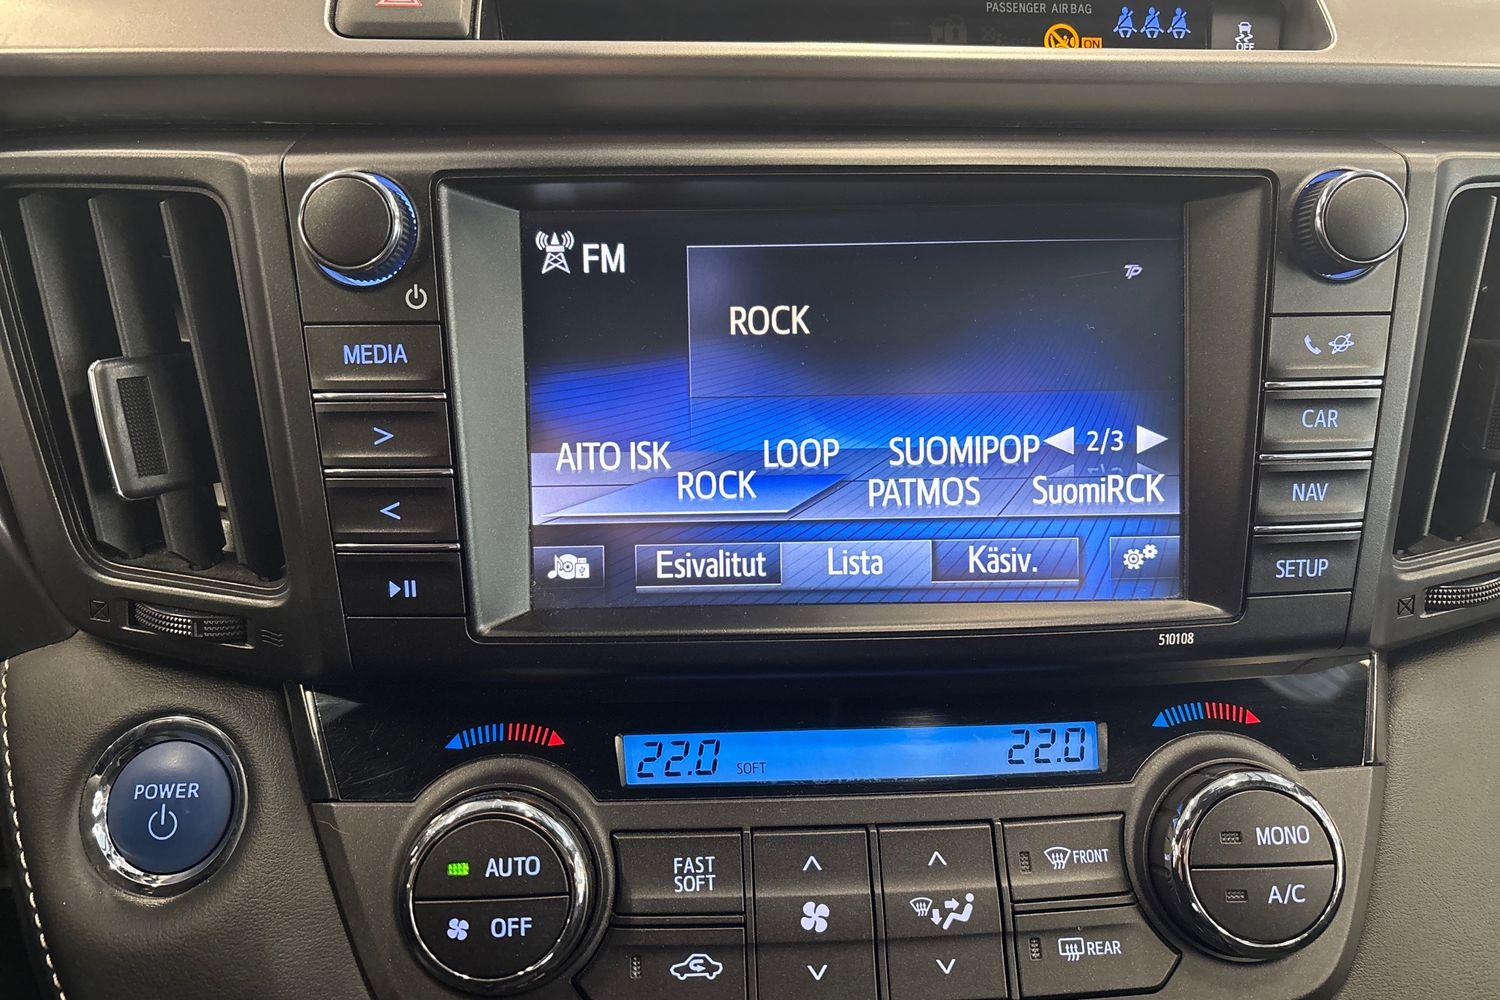 PASSENGER AIR BAG
ON
OFF
FM
TP
ROCK
MEDIA
CAR
NAV
SETUP
AITO ISK LOOP SUOMIPOP 2/3
ROCK PATMOS SuomiRCK
Esivalitut Lista Käsiv.
510108
22.0 SOFT 22.0
POWER
AUTO
OFF
FAST
SOFT
FRONT
REAR
MONO
A/C